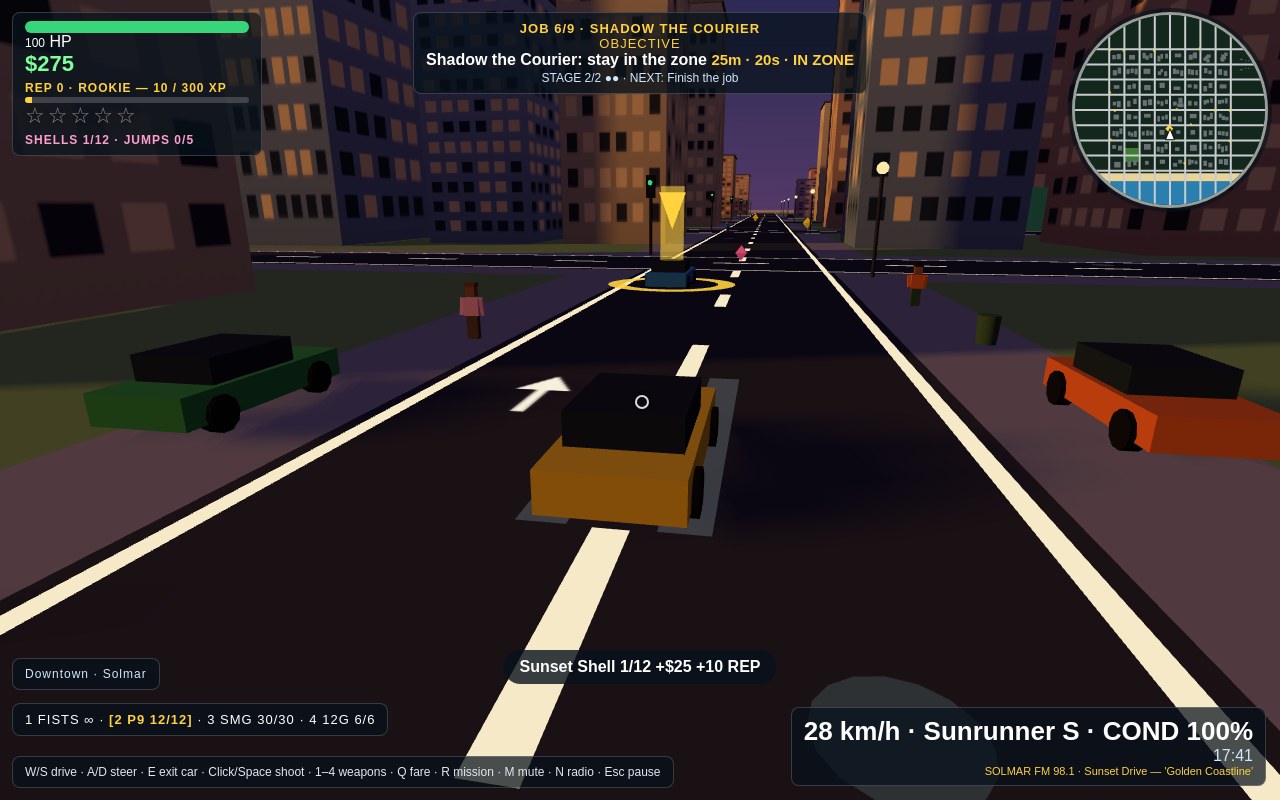 100 HP
$275
REP 0 · ROOKIE — 10 / 300 XP
☆☆☆☆☆
SHELLS 1/12 · JUMPS 0/5
JOB 6/9 · SHADOW THE COURIER
OBJECTIVE
Shadow the Courier: stay in the zone 25m · 20s · IN ZONE
STAGE 2/2 ●● · NEXT: Finish the job
Sunset Shell 1/12 +$25 +10 REP
Downtown · Solmar
1 FISTS ∞ · [2 P9 12/12] · 3 SMG 30/30 · 4 12G 6/6
W/S drive · A/D steer · E exit car · Click/Space shoot · 1–4 weapons · Q fare · R mission · M mute · N radio · Esc pause
28 km/h · Sunrunner S · COND 100%
17:41
SOLMAR FM 98.1 · Sunset Drive — 'Golden Coastline'